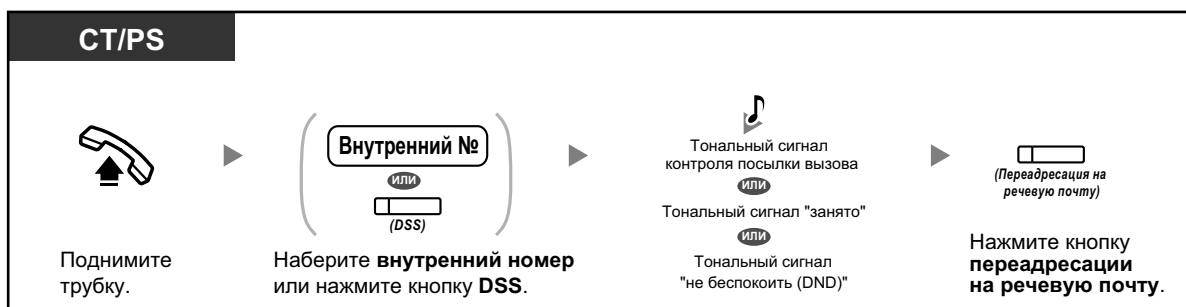 CT/PS
Поднимите
трубку.
Внутренний №
ИЛИ
(DSS)
Наберите внутренний номер
или нажмите кнопку DSS.
Тональный сигнал
контроля посылки вызова
ИЛИ
Тональный сигнал "занято"
ИЛИ
Тональный сигнал
"не беспокоить (DND)"
(Переадресация на
речевую почту)
Нажмите кнопку
переадресации
на речевую почту.